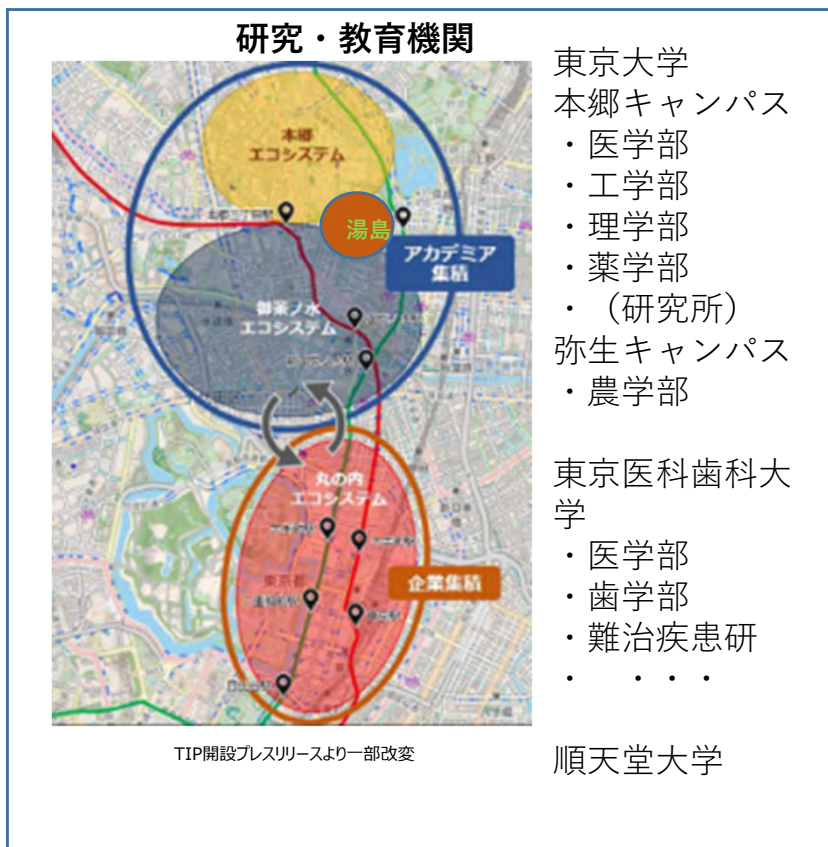 研究・教育機関
本郷
エコシステム
湯島
アカデミア
集積
御茶ノ水
エコシステム
丸の内
エコシステム
東京都
企業集積
TIP開設プレスリリースより一部改変
東京大学
本郷キャンパス
・医学部
・工学部
・理学部
・薬学部
・（研究所）
弥生キャンパス
・農学部
東京医科歯科大
学
・医学部
・歯学部
・難治疾患研
・　・・・
順天堂大学